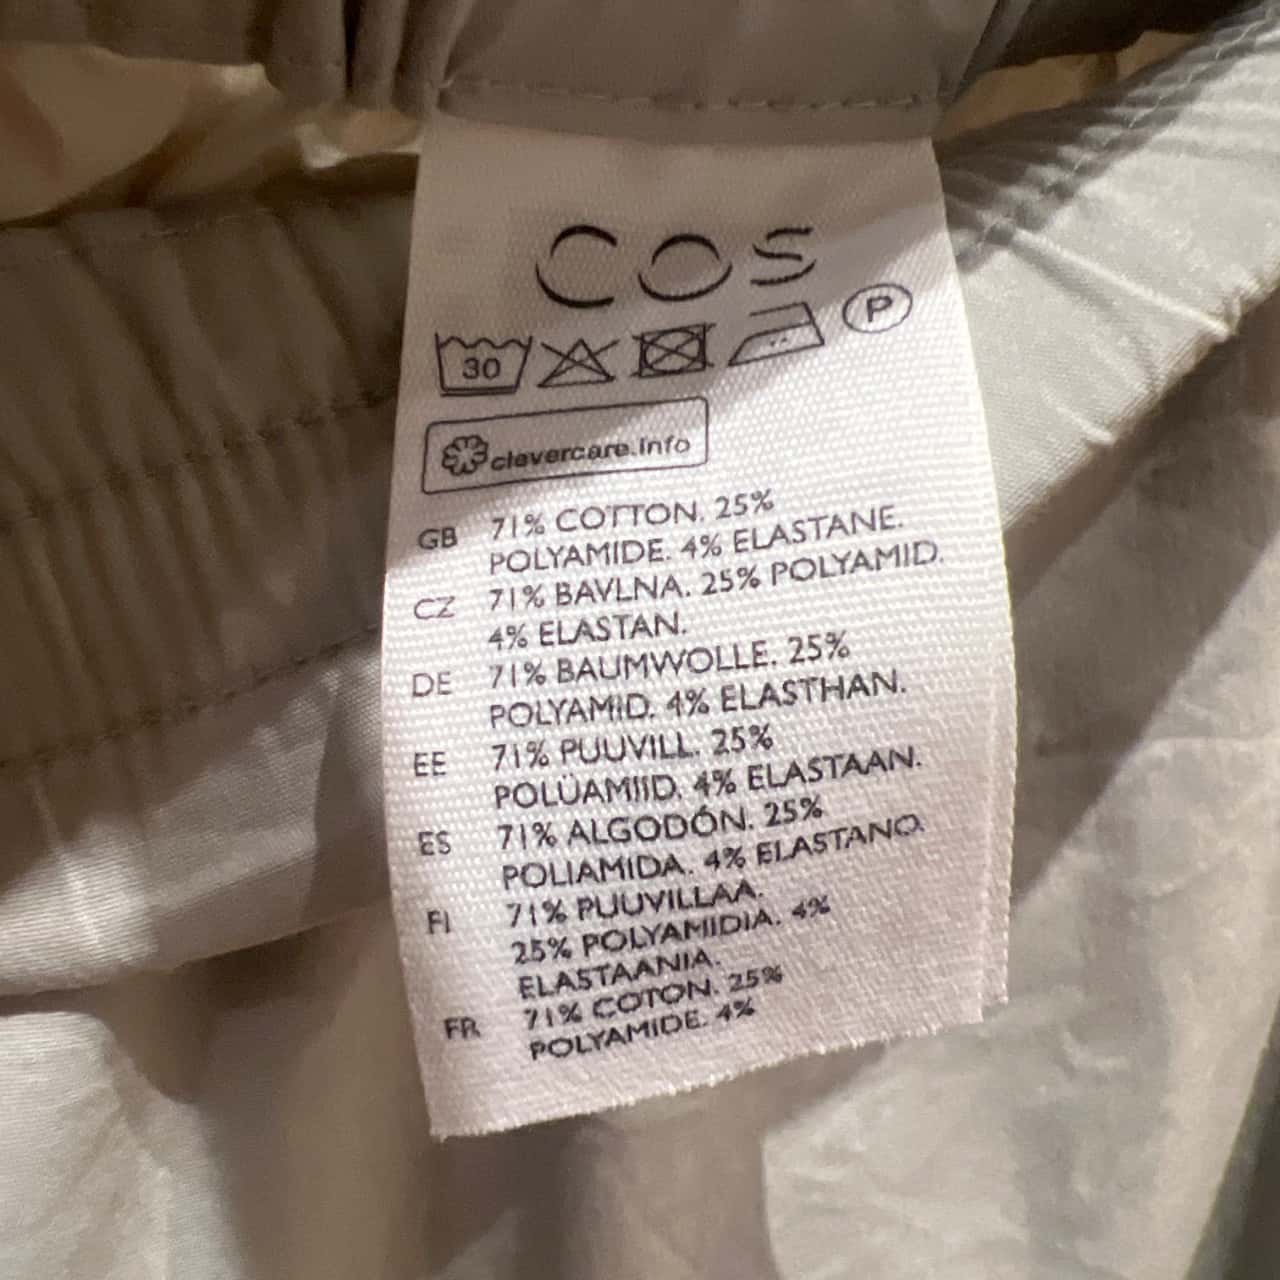 COS
30
P
clevercare.info
GB 71% COTTON. 25%
POLYAMIDE. 4% ELASTANE.
CZ 71% BAVLNA. 25% POLYAMID.
4% ELASTAN.
DE 71% BAUMWOLLE. 25%
POLYAMID. 4% ELASTHAN.
EE 71% PUUVILL. 25%
POLÜAMIID. 4% ELASTAAN.
ES 71% ALGODÓN. 25%
POLIAMIDA. 4% ELASTANO.
FI 71% PUUVILLAA.
25% POLYAMIDIA. 4%
ELASTAANIA.
FR 71% COTON. 25%
POLYAMIDE. 4%